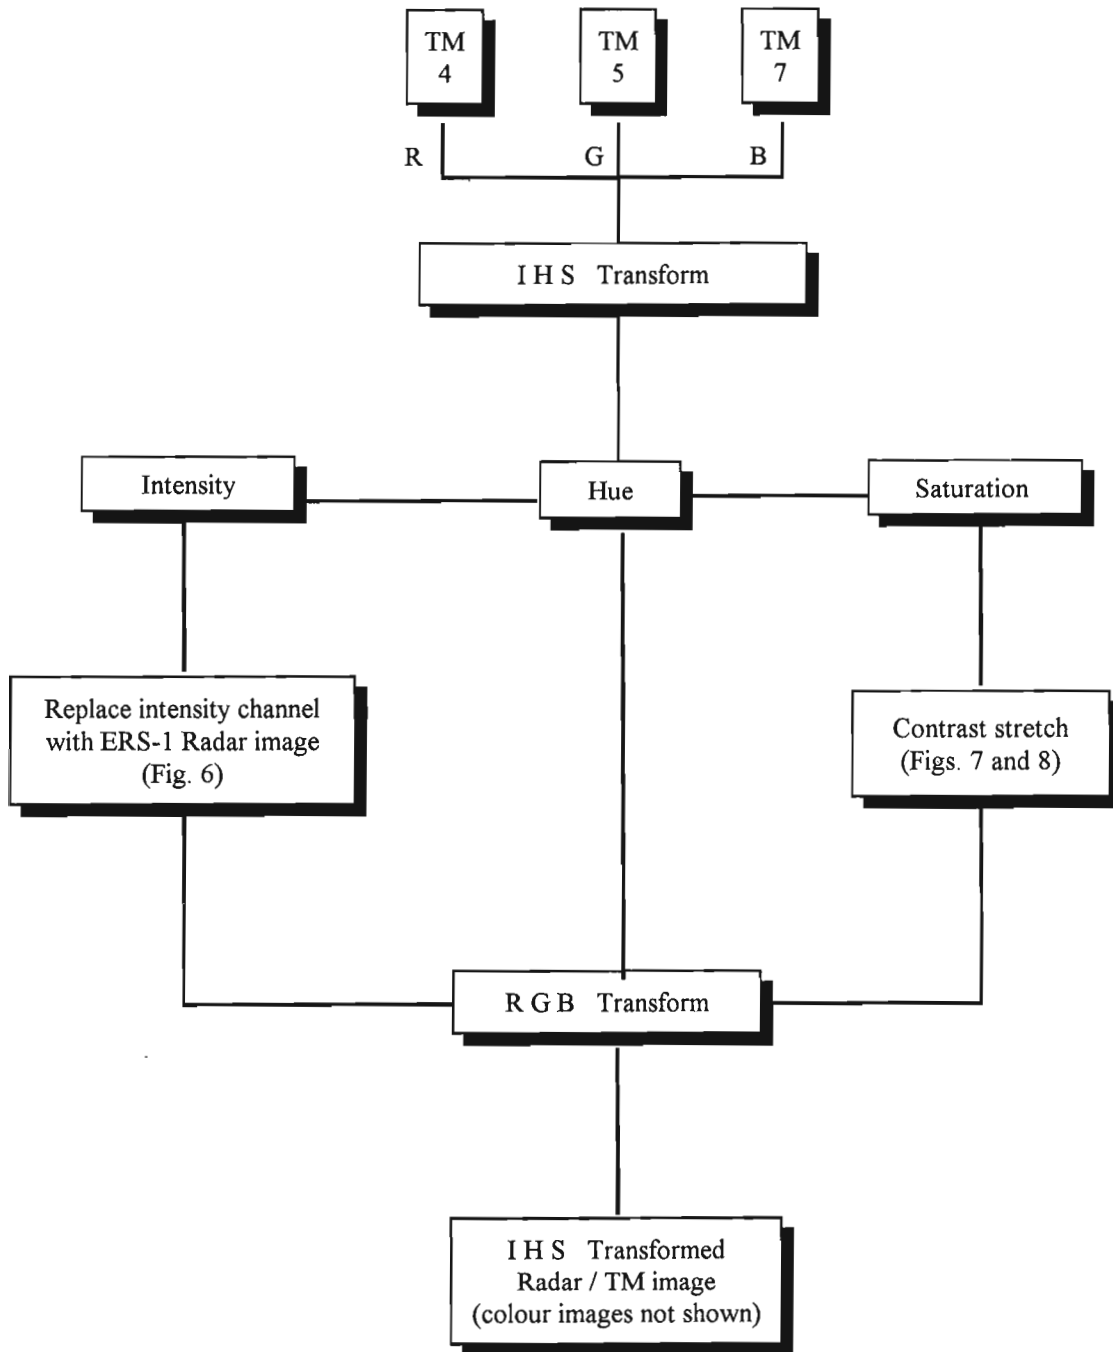 TM
4
TM
5
TM
7
R
G
B
I H S Transform
Intensity
Hue
Saturation
Replace intensity channel
with ERS-1 Radar image
(Fig. 6)
Contrast stretch
(Figs. 7 and 8)
R G B Transform
I H S Transformed
Radar / TM image
(colour images not shown)